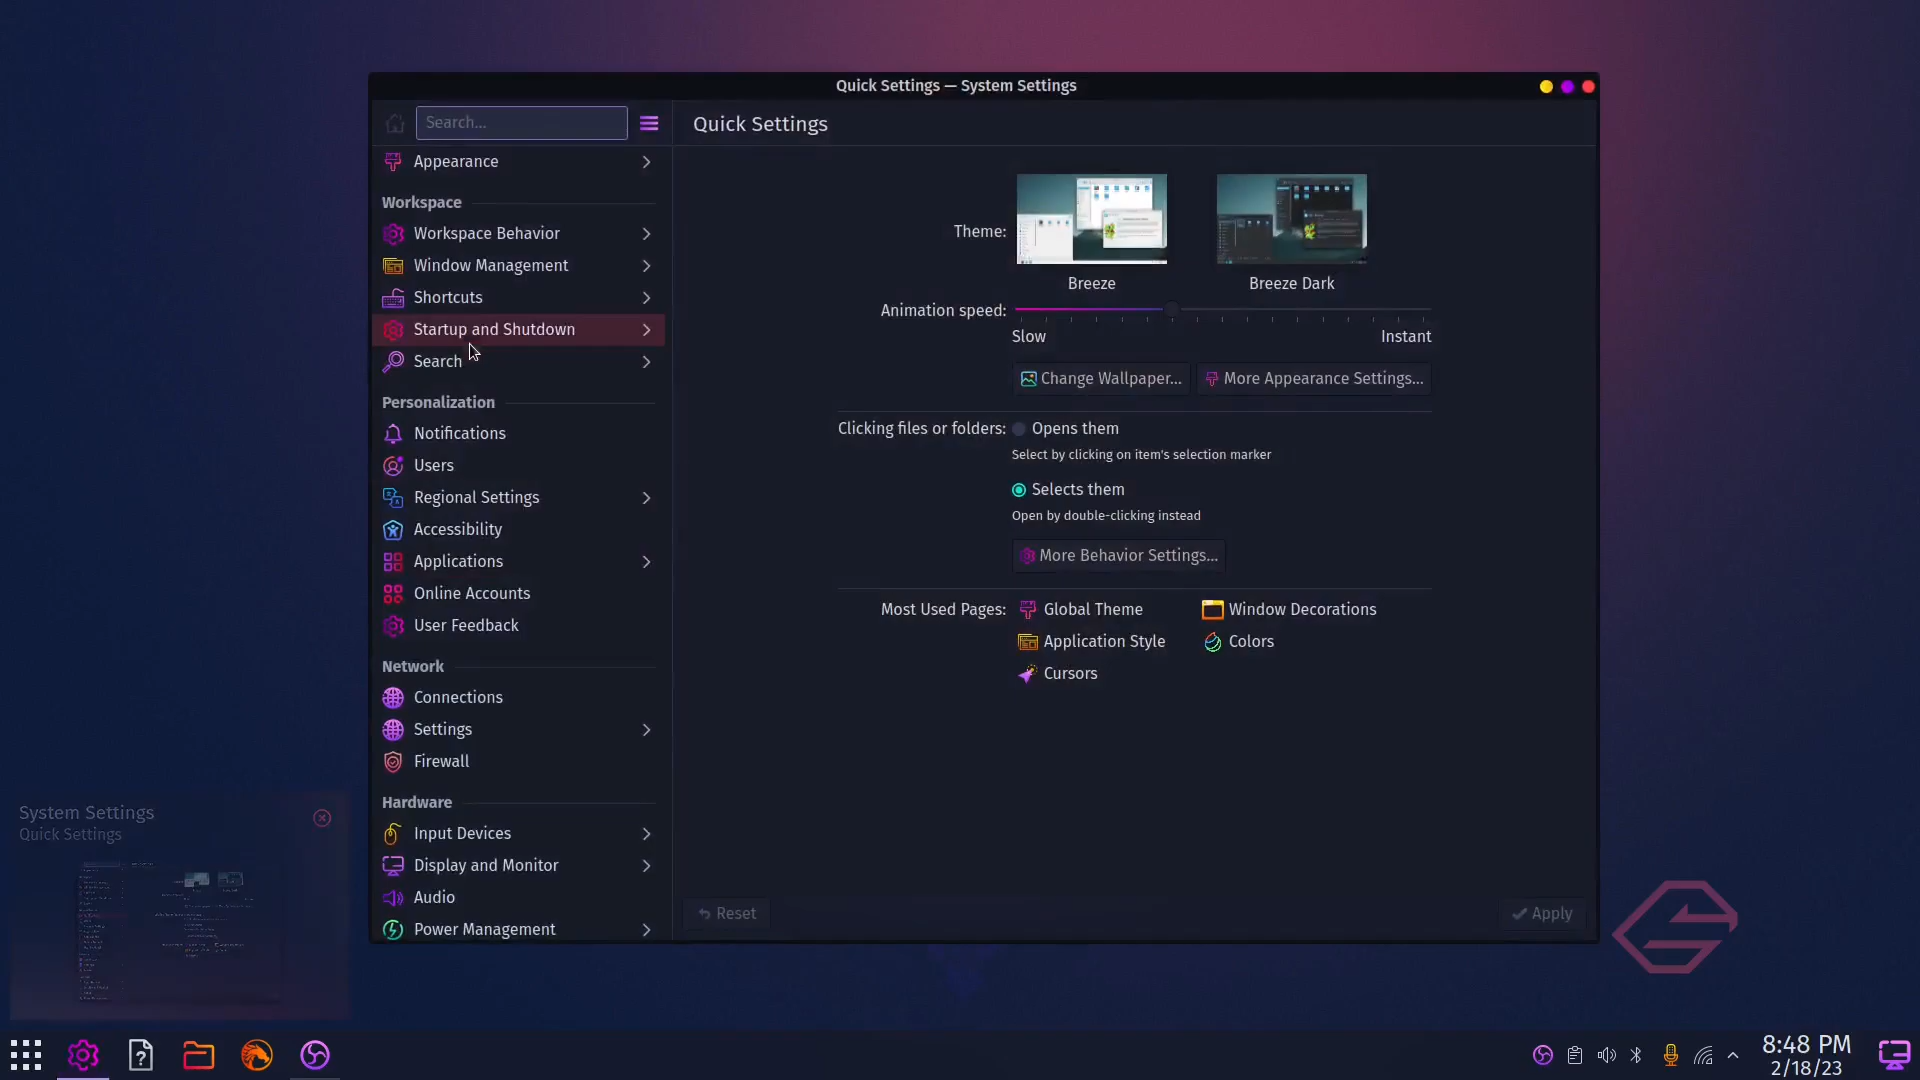 Quick Settings — System Settings
Search...
Quick Settings
Appearance
Workspace
Workspace Behavior
Window Management
Shortcuts
Startup and Shutdown
Search
Personalization
Notifications
Users
Regional Settings
Accessibility
Applications
Online Accounts
User Feedback
Network
Connections
Settings
Firewall
Hardware
Input Devices
Display and Monitor
Audio
Power Management
Theme:
Breeze
Breeze Dark
Animation speed:
Slow
Instant
Change Wallpaper...
More Appearance Settings...
Clicking files or folders:
Opens them
Select by clicking on item's selection marker
Selects them
Open by double-clicking instead
More Behavior Settings...
Most Used Pages:
Global Theme
Window Decorations
Application Style
Colors
Cursors
Reset
Apply
System Settings
Quick Settings
8:48 PM
2/18/23